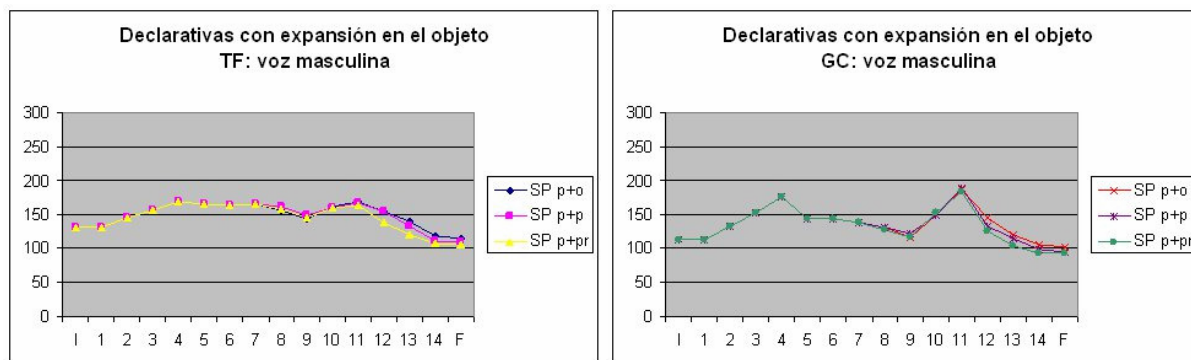 Declarativas con expansión en el objeto
TF: voz masculina
300
250
200
150
100
50
0
I 1 2 3 4 5 6 7 8 9 10 11 12 13 14 F
SP p+o
SP p+p
SP p+pr
Declarativas con expansión en el objeto
GC: voz masculina
300
250
200
150
100
50
0
I 1 2 3 4 5 6 7 8 9 10 11 12 13 14 F
SP p+o
SP p+p
SP p+pr